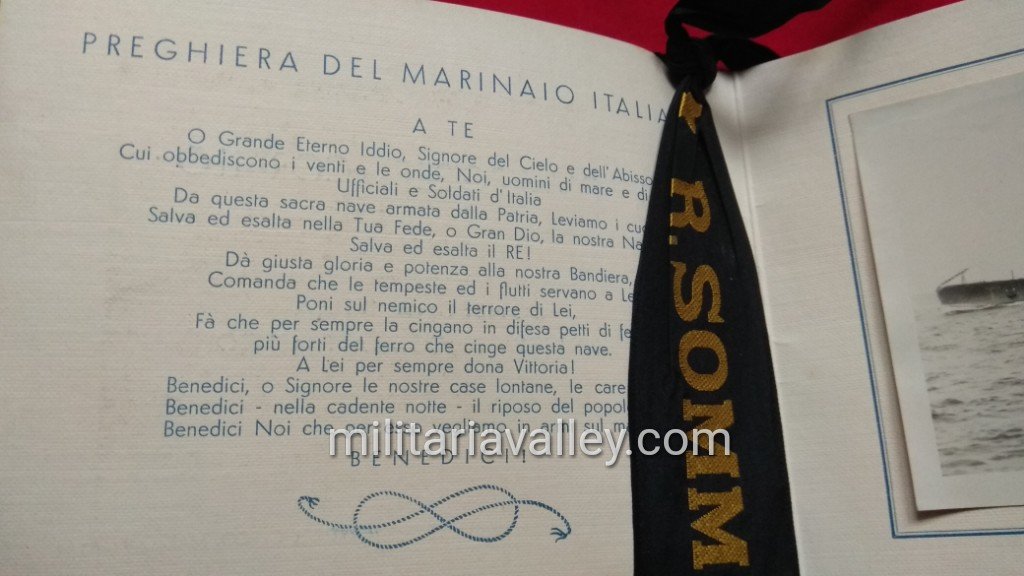 PREGHIERA DEL MARINAIO ITALIA
A TE
O Grande Eterno Iddio, Signore del Cielo e dell'Abisso
Cui obbediscono i venti e le onde, Noi, uomini di mare e di
Ufficiali e Soldati d'Italia
Da questa sacra nave armata dalla Patria, Leviamo i
Salva ed esalta nella Tua Fede, o Gran Dio, la nostra Na
Salva ed esalta il RE!
Dà giusta gloria e potenza alla nostra Bandiera,
Comanda che le tempeste ed i flutti servano a Le
Poni sul nemico il terrore di Lei,
Fà che per sempre la cingano in difesa petti di fe
più forti del ferro che cinge questa nave.
A Lei per sempre dona Vittoria!
Benedici, o Signore le nostre case lontane, le care
Benedici - nella cadente notte - il riposo del popol
Benedici Noi che per esso vegliamo in armi sul m
BENEDICI!
R. SOMM
militariavalley.com